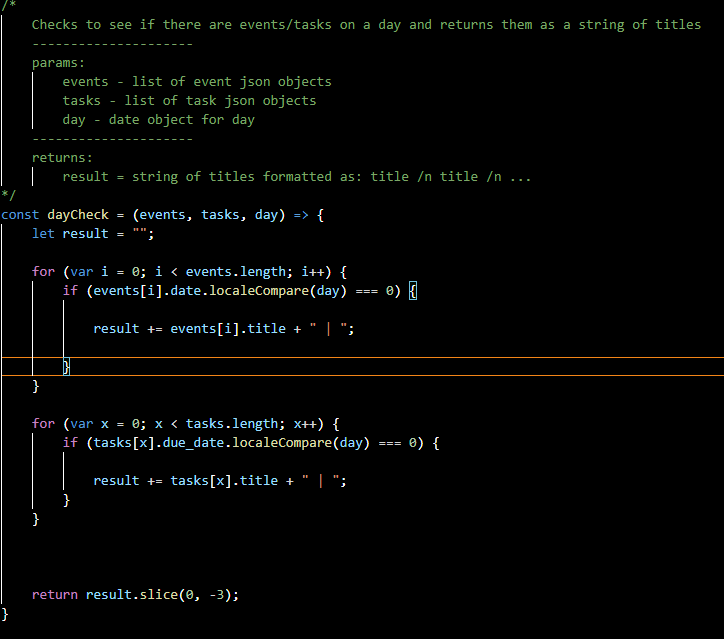 /*
    Checks to see if there are events/tasks on a day and returns them as a string of titles
    ---------------------
    params:
        events - list of event json objects
        tasks - list of task json objects
        day - date object for day
    ---------------------
    returns:
        result = string of titles formatted as: title /n title /n ...
*/
const dayCheck = (events, tasks, day) => {
    let result = "";
    for (var i = 0; i < events.length; i++) {
        if (events[i].date.localeCompare(day) === 0) {
            result += events[i].title + " | ";
        }
    }
    for (var x = 0; x < tasks.length; x++) {
        if (tasks[x].due_date.localeCompare(day) === 0) {
            result += tasks[x].title + " | ";
        }
    }
    return result.slice(0, -3);
}